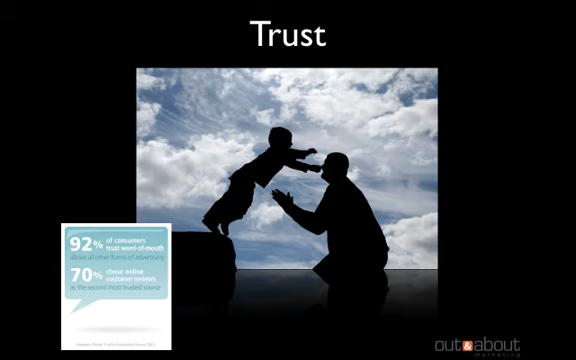 Trust
92% of consumers
trust word-of-mouth
above all other forms of advertising
70% chose online
customer reviews
as the second most trusted source
out&about
marketing